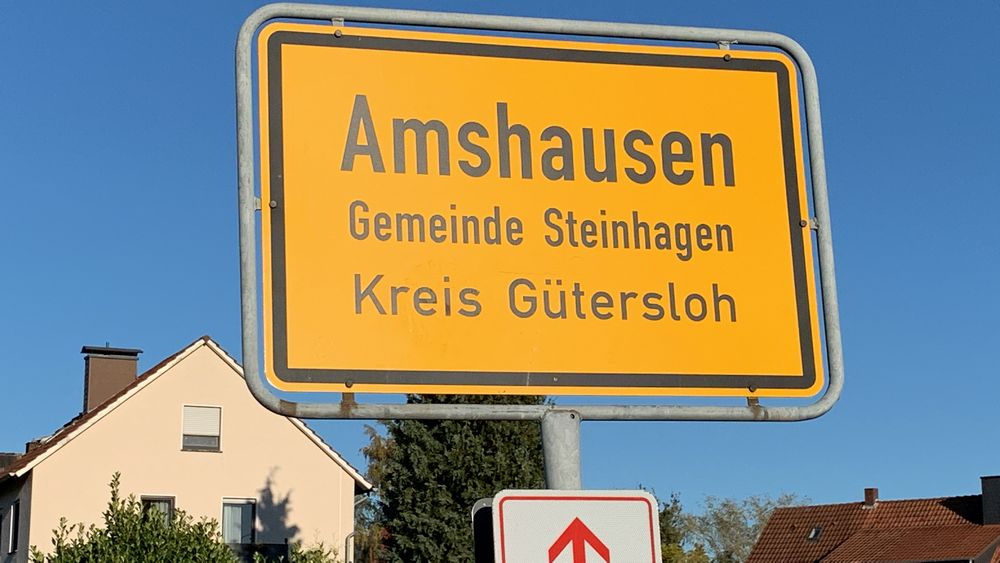 Amshausen
Gemeinde Steinhagen
Kreis Gütersloh